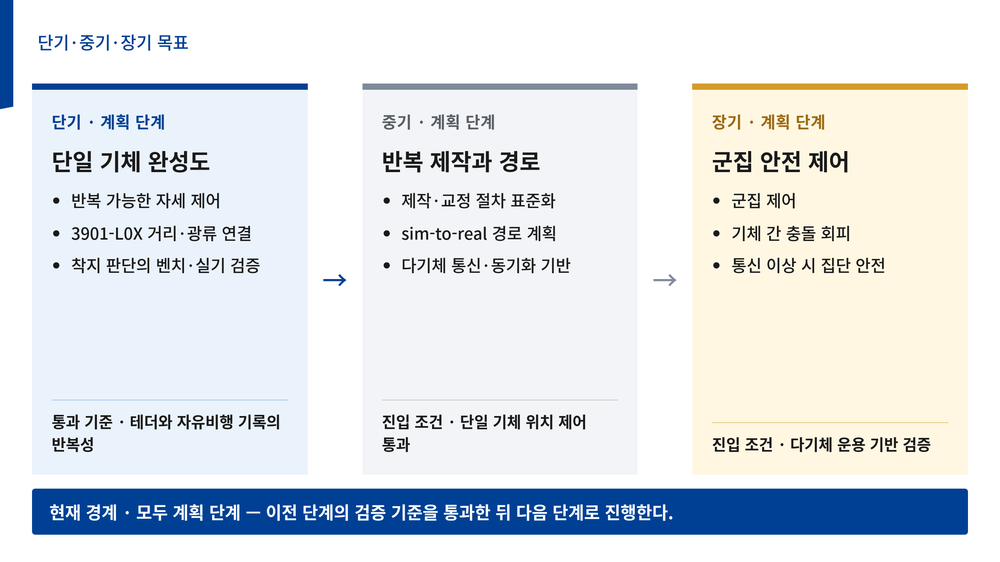 단기·중기·장기 목표
단기 · 계획 단계
단일 기체 완성도
• 반복 가능한 자세 제어
• 3901-L0X 거리·광류 연결
• 착지 판단의 벤치·실기 검증
통과 기준 · 테더와 자유비행 기록의
반복성
→
중기 · 계획 단계
반복 제작과 경로
• 제작·교정 절차 표준화
• sim-to-real 경로 계획
• 다기체 통신·동기화 기반
진입 조건 · 단일 기체 위치 제어
통과
→
장기 · 계획 단계
군집 안전 제어
• 군집 제어
• 기체 간 충돌 회피
• 통신 이상 시 집단 안전
진입 조건 · 다기체 운용 기반 검증
현재 경계 · 모두 계획 단계 — 이전 단계의 검증 기준을 통과한 뒤 다음 단계로 진행한다.